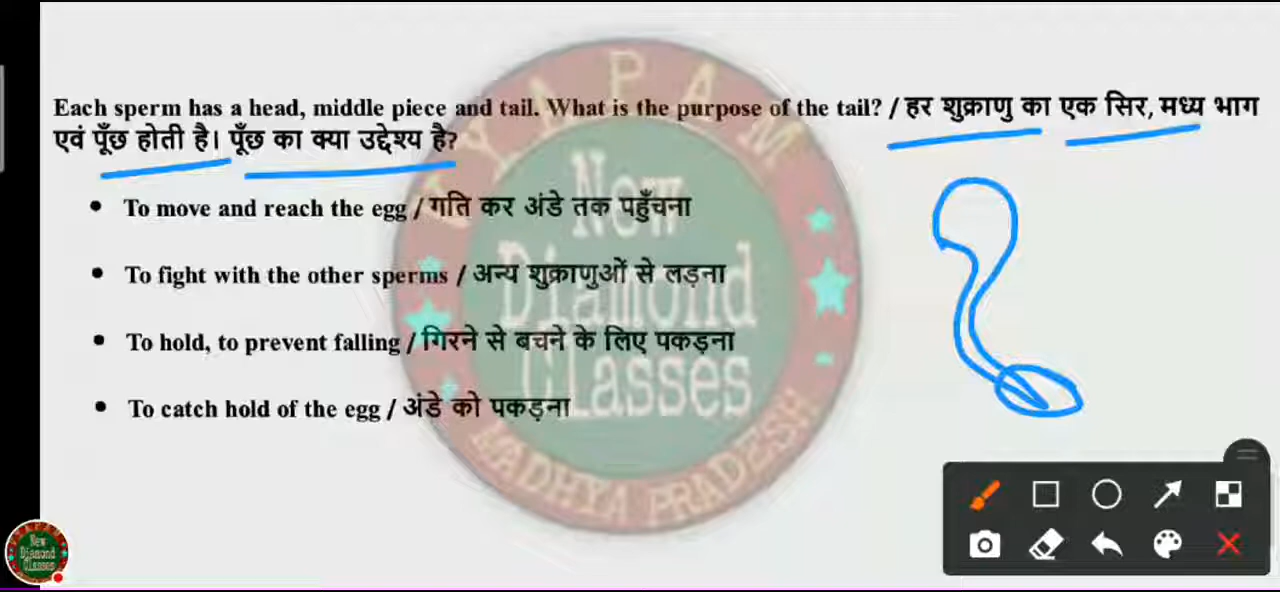 Each sperm has a head, middle piece and tail. What is the purpose of the tail? / हर शुक्राणु का एक सिर, मध्य भाग
एवं पूँछ होती है। पूँछ का क्या उद्देश्य है?
• To move and reach the egg / गति कर अंडे तक पहुँचना
• To fight with the other sperms / अन्य शुक्राणुओं से लड़ना
• To hold, to prevent falling / गिरने से बचने के लिए पकड़ना
• To catch hold of the egg / अंडे को पकड़ना
VYAPAM
New
Diamond
Classes
MADHYA PRADESH
New
Diamond
Classes